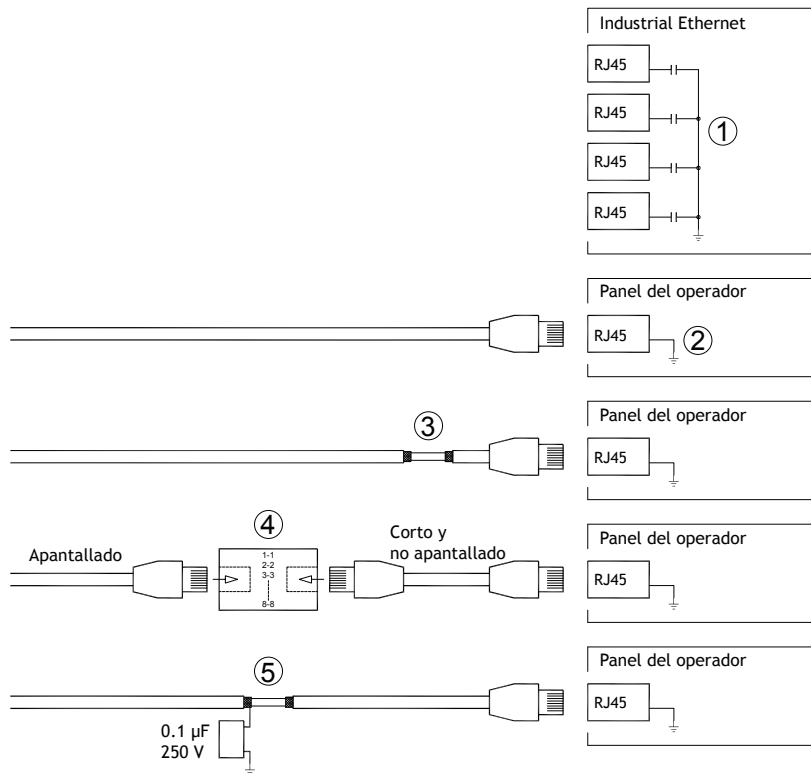 Industrial Ethernet
RJ45
RJ45
RJ45
RJ45
1
Panel del operador
RJ45
2
3
Panel del operador
RJ45
4
Apantallado
1-1
2-2
3-3
8-8
Corto y
no apantallado
Panel del operador
RJ45
5
0.1 µF
250 V
Panel del operador
RJ45